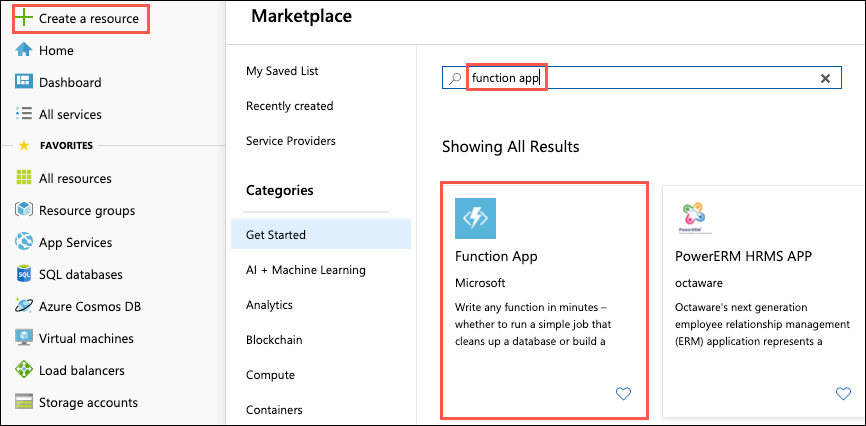 Create a resource
Home
Dashboard
All services
FAVORITES
All resources
Resource groups
App Services
SQL databases
Azure Cosmos DB
Virtual machines
Load balancers
Storage accounts
Marketplace
My Saved List
Recently created
Service Providers
Categories
Get Started
AI + Machine Learning
Analytics
Blockchain
Compute
Containers
function app
Showing All Results
Function App
Microsoft
Write any function in minutes –
whether to run a simple job that
cleans up a database or build a
PowerERM
PowerERM HRMS APP
octaware
Octaware's next generation
employee relationship management
(ERM) application represents a